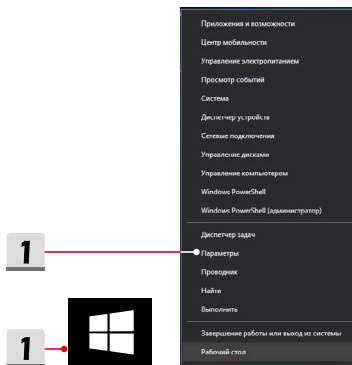 Приложения и возможности
Центр мобильности
Управление электропитанием
Просмотр событий
Система
Диспетчер устройств
Сетевые подключения
Управление дисками
Управление компьютером
Windows PowerShell
Windows PowerShell (администратор)
Диспетчер задач
1
Параметры
Проводник
Найти
Выполнить
1
Завершение работы или выход из системы
Рабочий стол